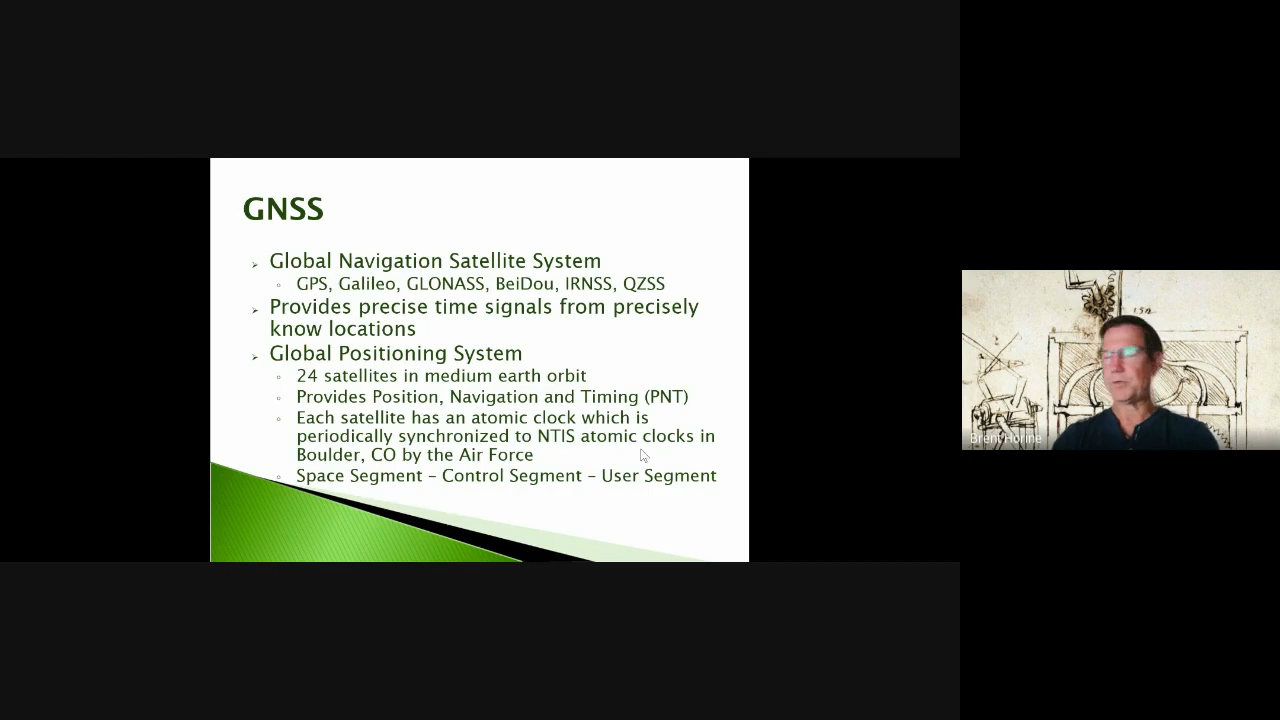 GNSS
Global Navigation Satellite System
GPS, Galileo, GLONASS, BeiDou, IRNSS, QZSS
Provides precise time signals from precisely
know locations
Global Positioning System
24 satellites in medium earth orbit
Provides Position, Navigation and Timing (PNT)
Each satellite has an atomic clock which is
periodically synchronized to NTIS atomic clocks in
Boulder, CO by the Air Force
Space Segment – Control Segment – User Segment
Brent Horine